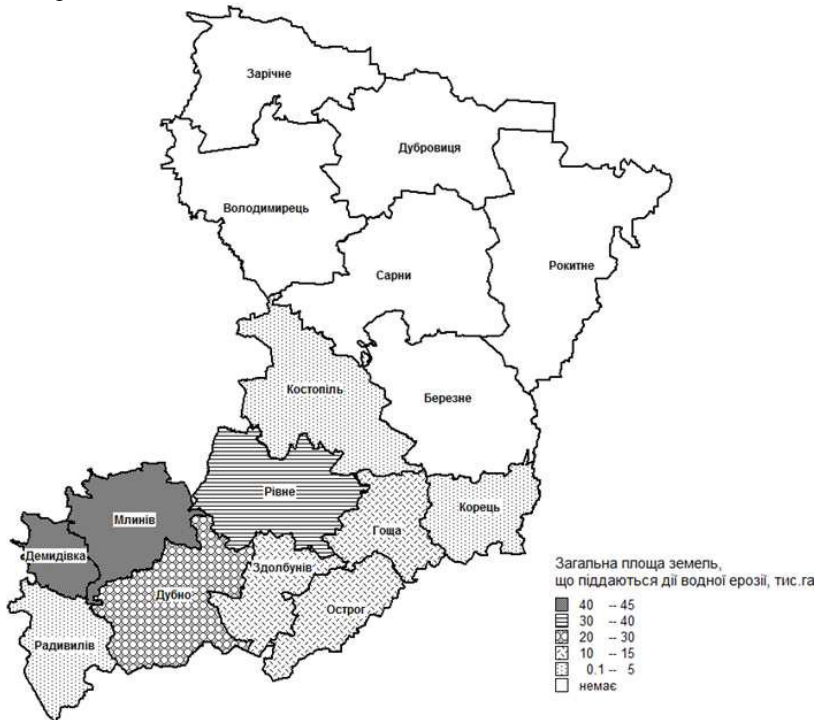 Зарічне
Дубровиця
Володимирець
Рокитне
Сарни
Костопіль
Березне
Рівне
Корець
Млинів
Гоща
Демидівка
Здолбунів
Дубно
Острог
Радивилів
Загальна площа земель,
що піддаються дії водної ерозії, тис.га
40 -- 45
30 -- 40
20 -- 30
10 -- 15
0.1 -- 5
немає